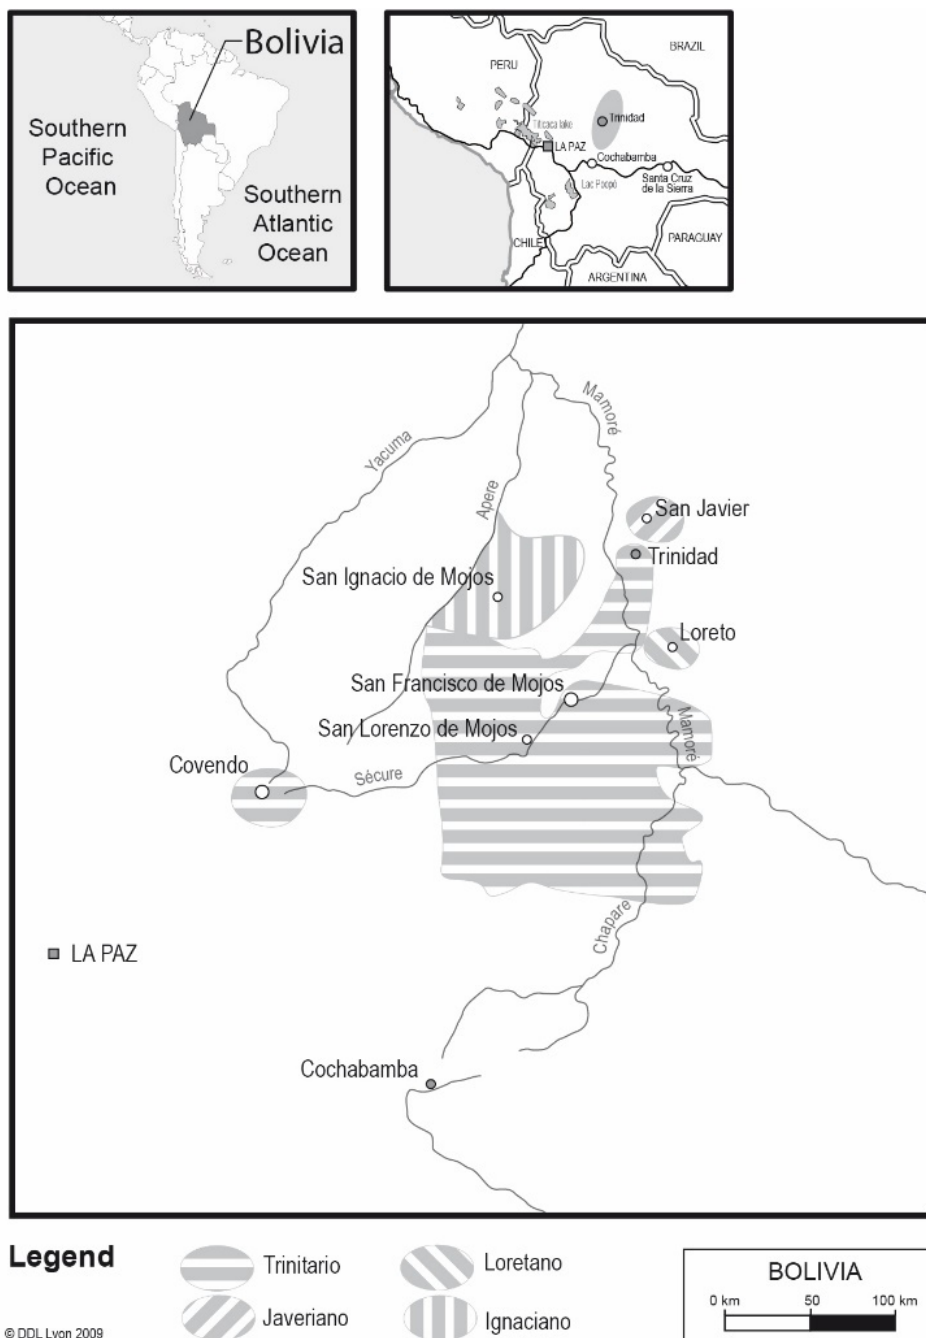 Bolivia
Southern
Pacific
Ocean
Southern
Atlantic
Ocean
BRAZIL
PERU
Trinidad
Titicaca lake
LA PAZ
Cochabamba
Santa Cruz
de la Sierra
Lac Poopó
CHILE
PARAGUAY
ARGENTINA
Mamoré
Yacuma
Apere
San Javier
Trinidad
San Ignacio de Mojos
Loreto
San Francisco de Mojos
San Lorenzo de Mojos
Mamoré
Covendo
Sécure
Chapare
LA PAZ
Cochabamba
Legend
Trinitario
Loretano
Javeriano
Ignaciano
BOLIVIA
0 km 50 100 km
© DDL Lyon 2009